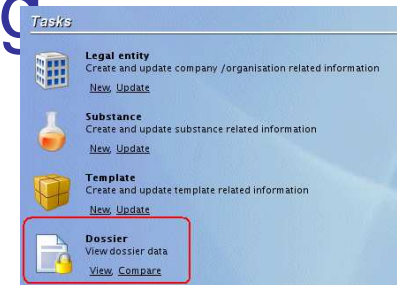 g
Tasks
Legal entity
Create and update company /organisation related information
New, Update
Substance
Create and update substance related information
New, Update
Template
Create and update template related information
New, Update
Dossier
View dossier data
View, Compare